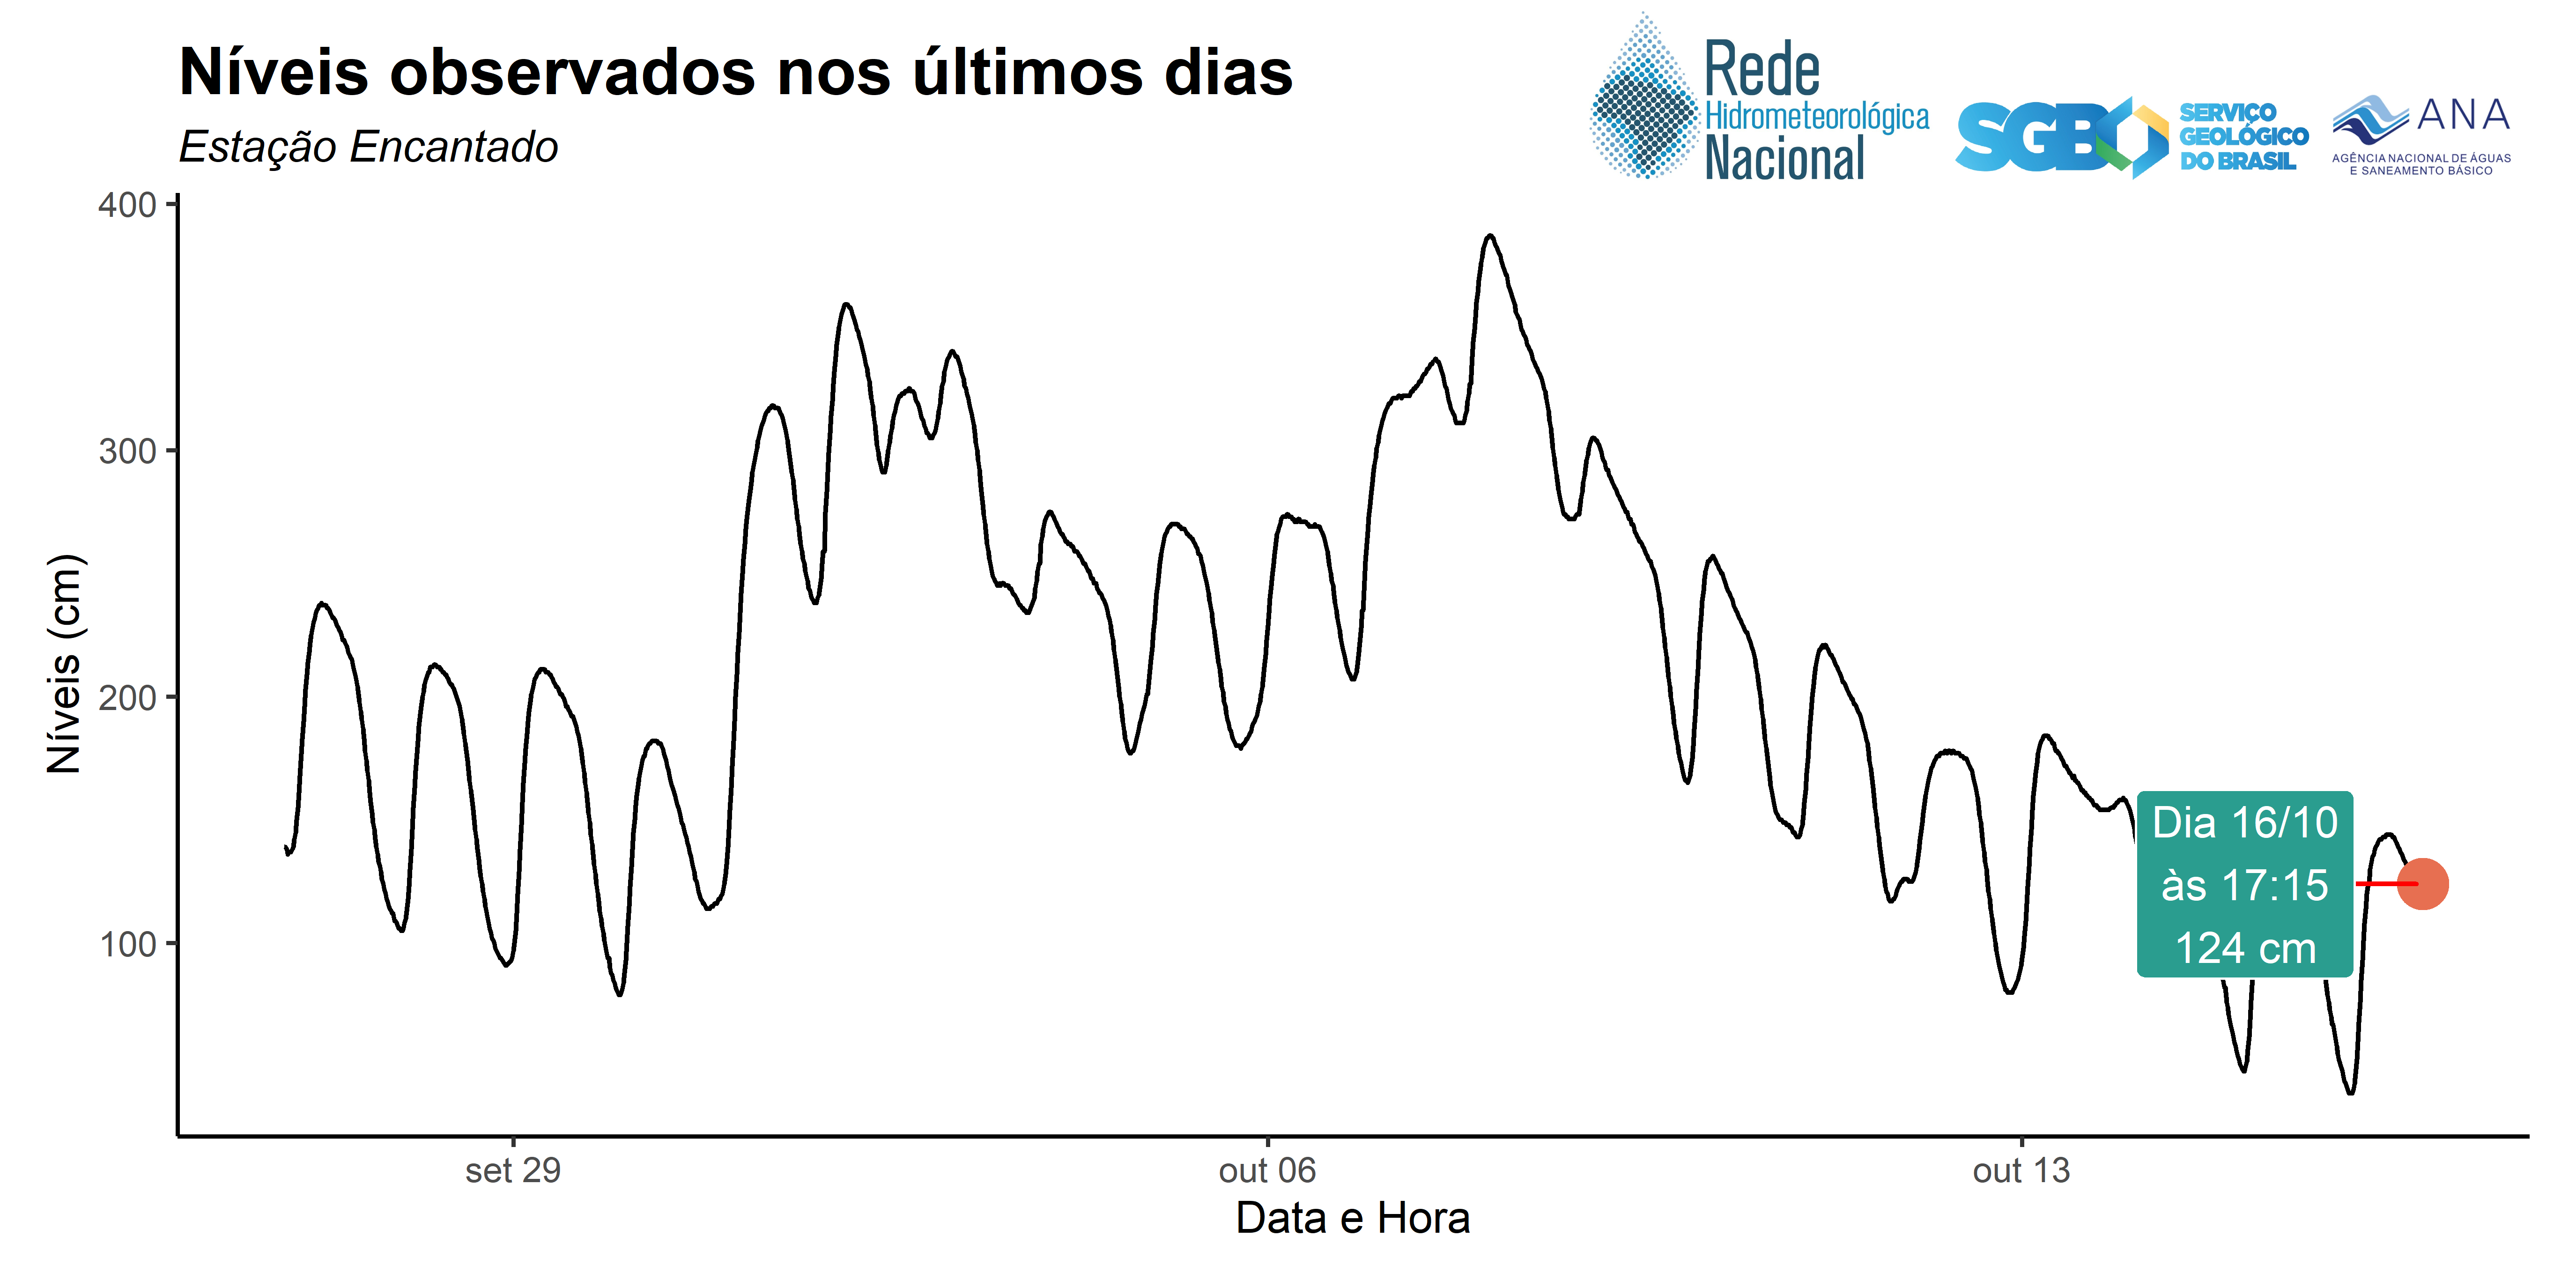 Níveis observados nos últimos dias
Estação Encantado
Rede
Hidrometeorológica
Nacional
SGB
SERVIÇO
GEOLÓGICO
DO BRASIL
ANA
AGÊNCIA NACIONAL DE ÁGUAS
E SANEAMENTO BÁSICO
400
300
200
100
Níveis (cm)
Dia 16/10
às 17:15
124 cm
set 29
out 06
out 13
Data e Hora